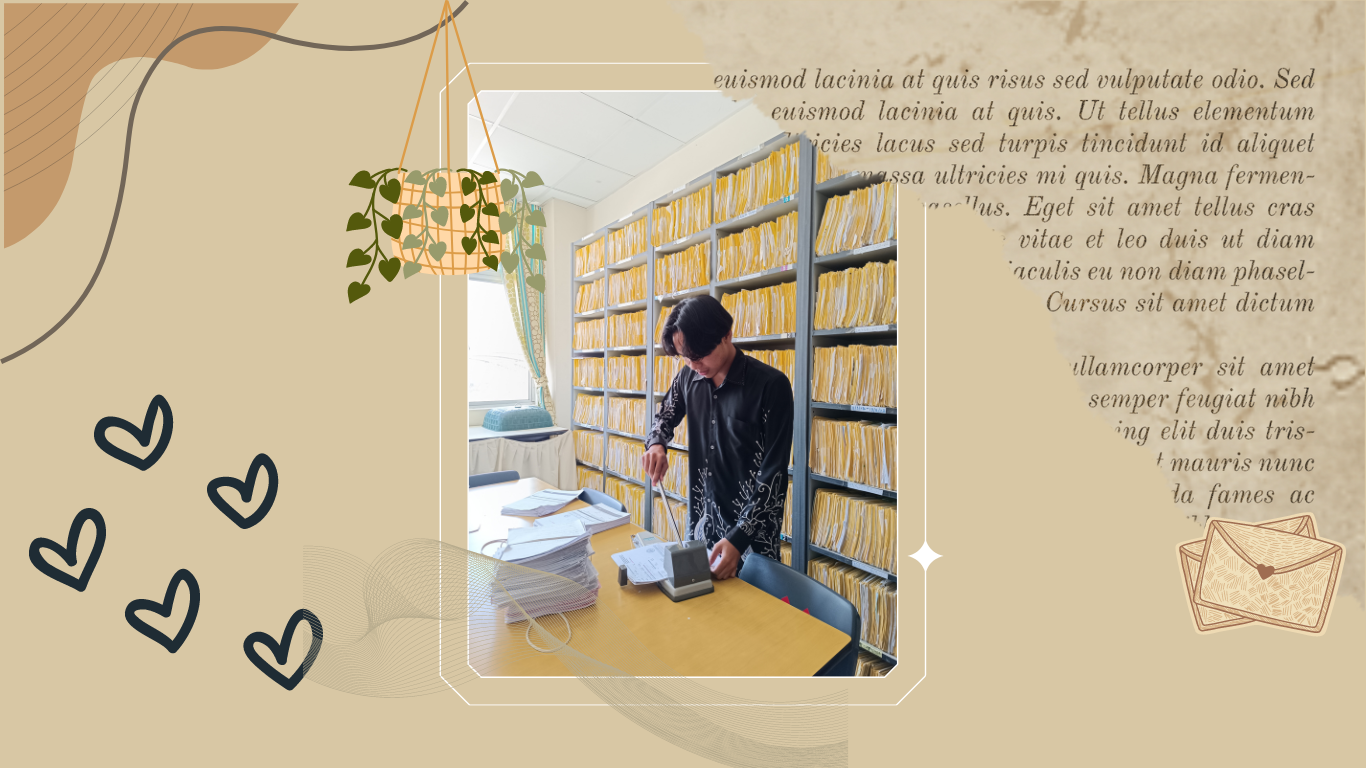 euismod lacinia at quis risus sed vulputate odio. Sed
euismod lacinia at quis. Ut tellus elementum
lacus sed turpis tincidunt id aliquet
ultricies mi quis. Magna fermen-
Eget sit amet tellus cras
vitae et leo duis ut diam
iaculis eu non diam phasel-
Cursus sit amet dictum
ullamcorper sit amet
semper feugiat nibh
elit duis tris-
mauris nunc
fames ac